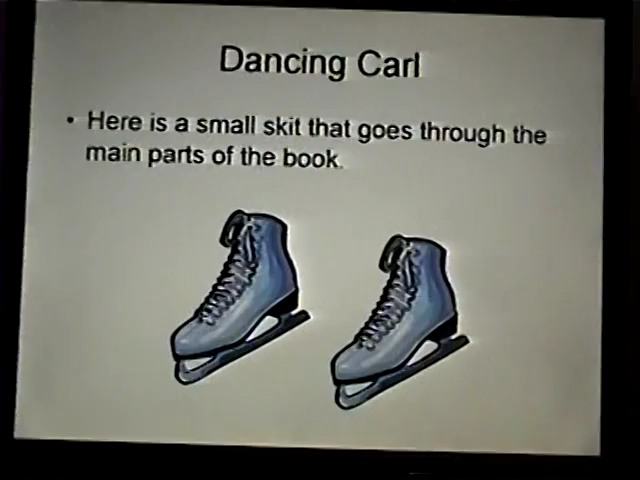 Dancing Carl
• Here is a small skit that goes through the
main parts of the book.